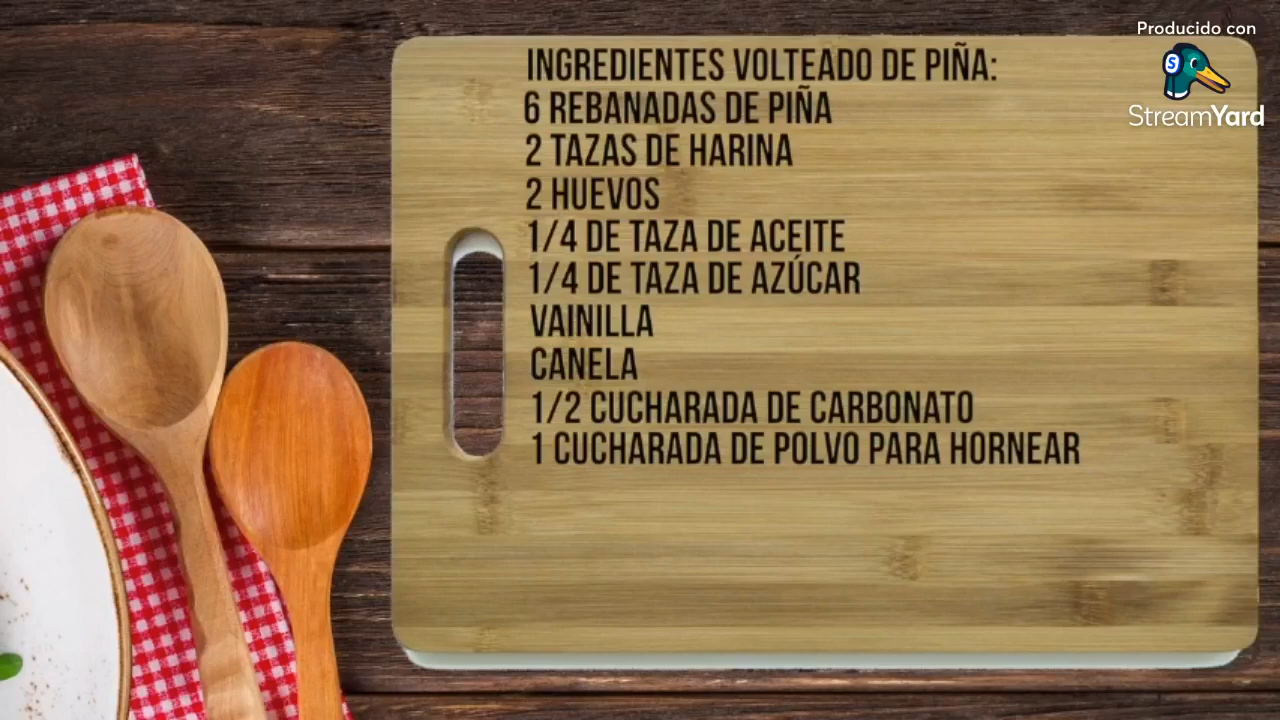 Producido con
S
StreamYard
INGREDIENTES VOLTEADO DE PIÑA:
6 REBANADAS DE PIÑA
2 TAZAS DE HARINA
2 HUEVOS
1/4 DE TAZA DE ACEITE
1/4 DE TAZA DE AZÚCAR
VAINILLA
CANELA
1/2 CUCHARADA DE CARBONATO
1 CUCHARADA DE POLVO PARA HORNEAR